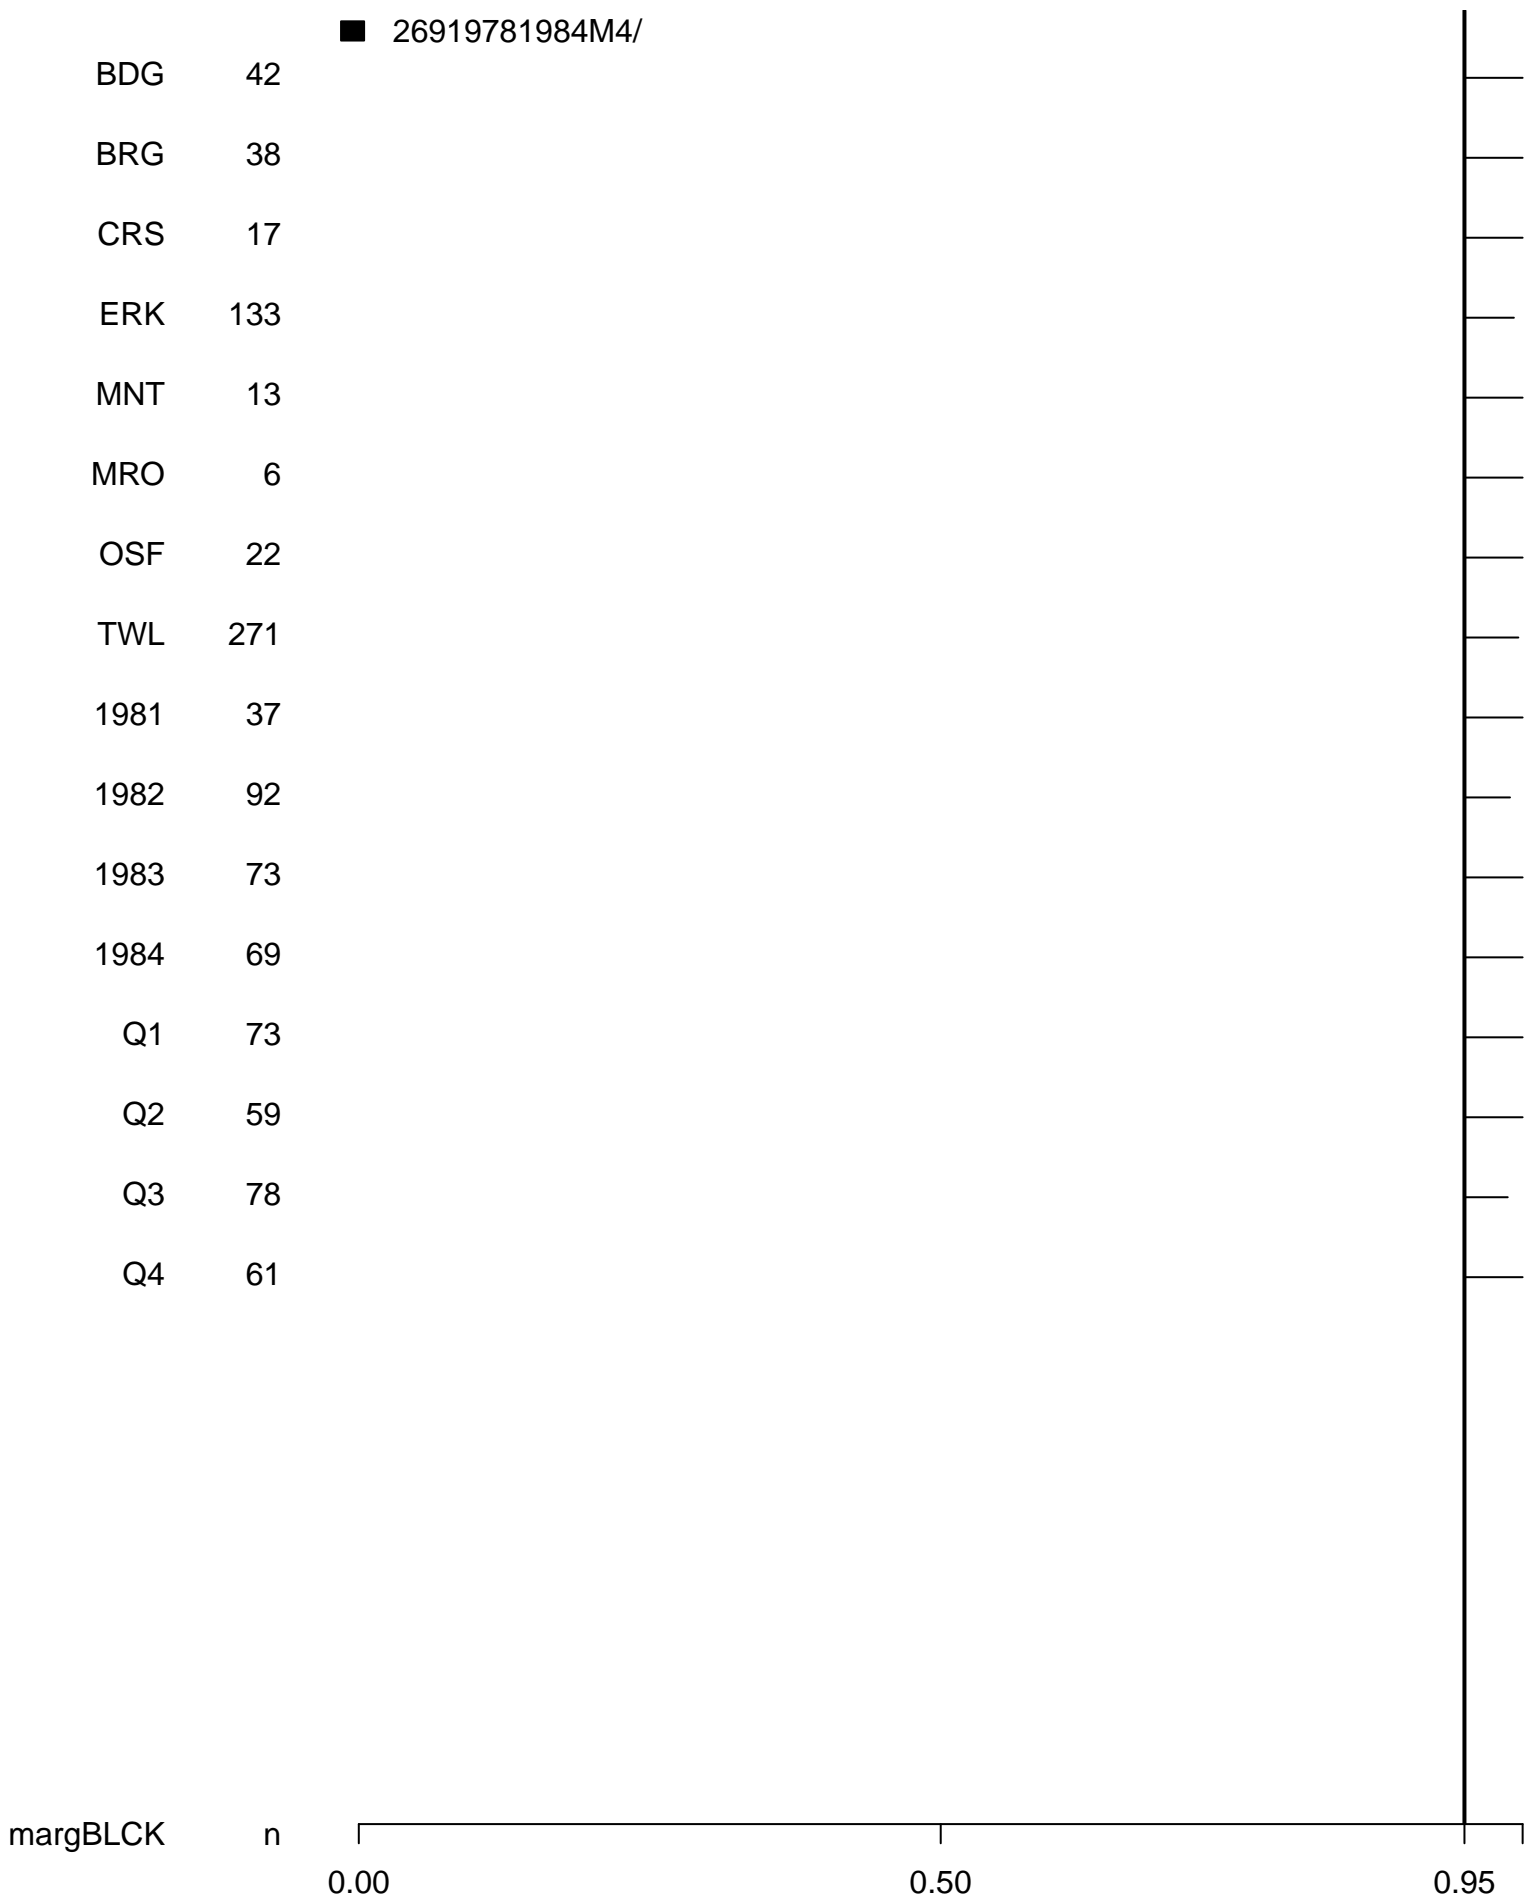 26919781984M4/
BDG 42
BRG 38
CRS 17
ERK 133
MNT 13
MRO 6
OSF 22
TWL 271
1981 37
1982 92
1983 73
1984 69
Q1 73
Q2 59
Q3 78
Q4 61
margBLCK n
0.00 0.50 0.95